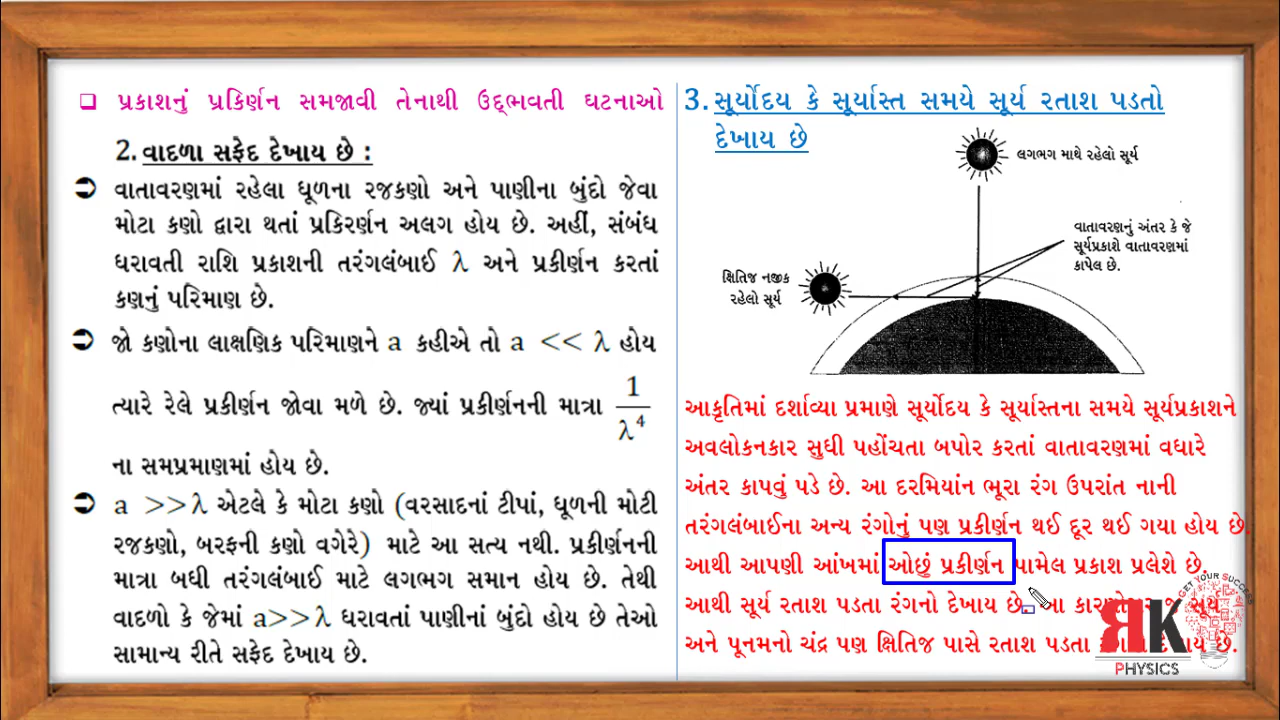 ❑ પ્રકાશનું પ્રકિર્ણન સમજાવી તેનાથી ઉદ્ભવતી ઘટનાઓ
2. વાદળા સફેદ દેખાય છે :
વાતાવરણમાં રહેલા ધૂળના રજકણો અને પાણીના બુંદો જેવા
મોટા કણો દ્વારા થતાં પ્રકિરર્ણન અલગ હોય છે. અહીં, સંબંધ
ધરાવતી રાશિ પ્રકાશની તરંગલંબાઈ λ અને પ્રકીર્ણન કરતાં
કણનું પરિમાણ છે.
જો કણોના લાક્ષણિક પરિમાણને a કહીએ તો a << λ હોય
ત્યારે રેલે પ્રકીર્ણન જોવા મળે છે. જ્યાં પ્રકીર્ણનની માત્રા 1/λ⁴
ના સમપ્રમાણમાં હોય છે.
a >>λ એટલે કે મોટા કણો (વરસાદનાં ટીપાં, ધૂળની મોટી
રજકણો, બરફની કણો વગેરે) માટે આ સત્ય નથી. પ્રકીર્ણનની
માત્રા બધી તરંગલંબાઈ માટે લગભગ સમાન હોય છે. તેથી
વાદળો કે જેમાં a>>λ ધરાવતાં પાણીનાં બુંદો હોય છે તેઓ
સામાન્ય રીતે સફેદ દેખાય છે.
3. સૂર્યોદય કે સૂર્યાસ્ત સમયે સૂર્ય રતાશ પડતો
દેખાય છે
લગભગ માથે રહેલો સૂર્ય
વાતાવરણનું અંતર કે જે
સૂર્યપ્રકાશે વાતાવરણમાં
કાપેલ છે.
ક્ષિતિજ નજીક
રહેલો સૂર્ય
આકૃતિમાં દર્શાવ્યા પ્રમાણે સૂર્યોદય કે સૂર્યાસ્તના સમયે સૂર્યપ્રકાશને
અવલોકનકાર સુધી પહોંચતા બપોર કરતાં વાતાવરણમાં વધારે
અંતર કાપવું પડે છે. આ દરમિયાંન ભૂરા રંગ ઉપરાંત નાની
તરંગલંબાઈના અન્ય રંગોનું પણ પ્રકીર્ણન થઈ દૂર થઈ ગયા હોય છે.
આથી આપણી આંખમાં ઓછું પ્રકીર્ણન પામેલ પ્રકાશ પ્રલેશે છે.
આથી સૂર્ય રતાશ પડતા રંગનો દેખાય છે. આ જ સૂર્ય
અને પૂનમનો ચંદ્ર પણ ક્ષિતિજ પાસે રતાશ પડતા છે.
GET YOUR SUCCESS
RK
PHYSICS